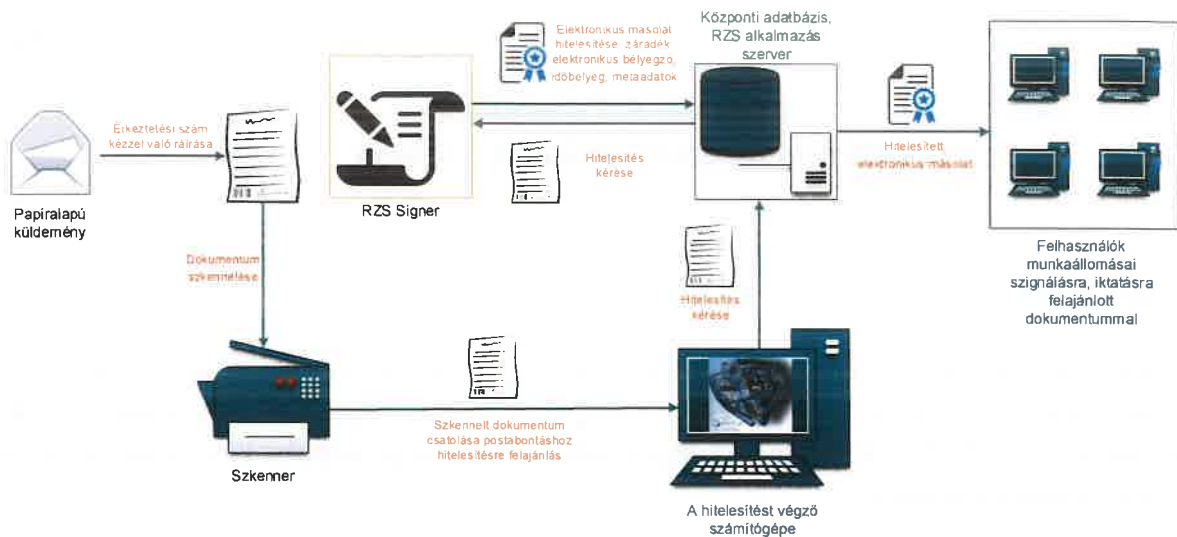 Elektronikus másolat
hitelesítése: záradék
elektronikus bélyegző,
időbélyeg, metaadatok
Központi adatbázis,
RZS alkalmazás
szerver
Érkeztetési szám
kézzel való ráírása
Papíralapú
küldemény
RZS Signer
Hitelesítés
kérése
Hitelesített
elektronikus másolat
Felhasználók
munkaállomásai
szignálásra, iktatásra
felajánlott
dokumentummal
Dokumentum
szkennelése
Hitelesítés
kérése
Szkenner
Szkennelt dokumentum
csatolása postabontáshoz
hitelesítésre felajánlás
A hitelesítést végző
számítógépe